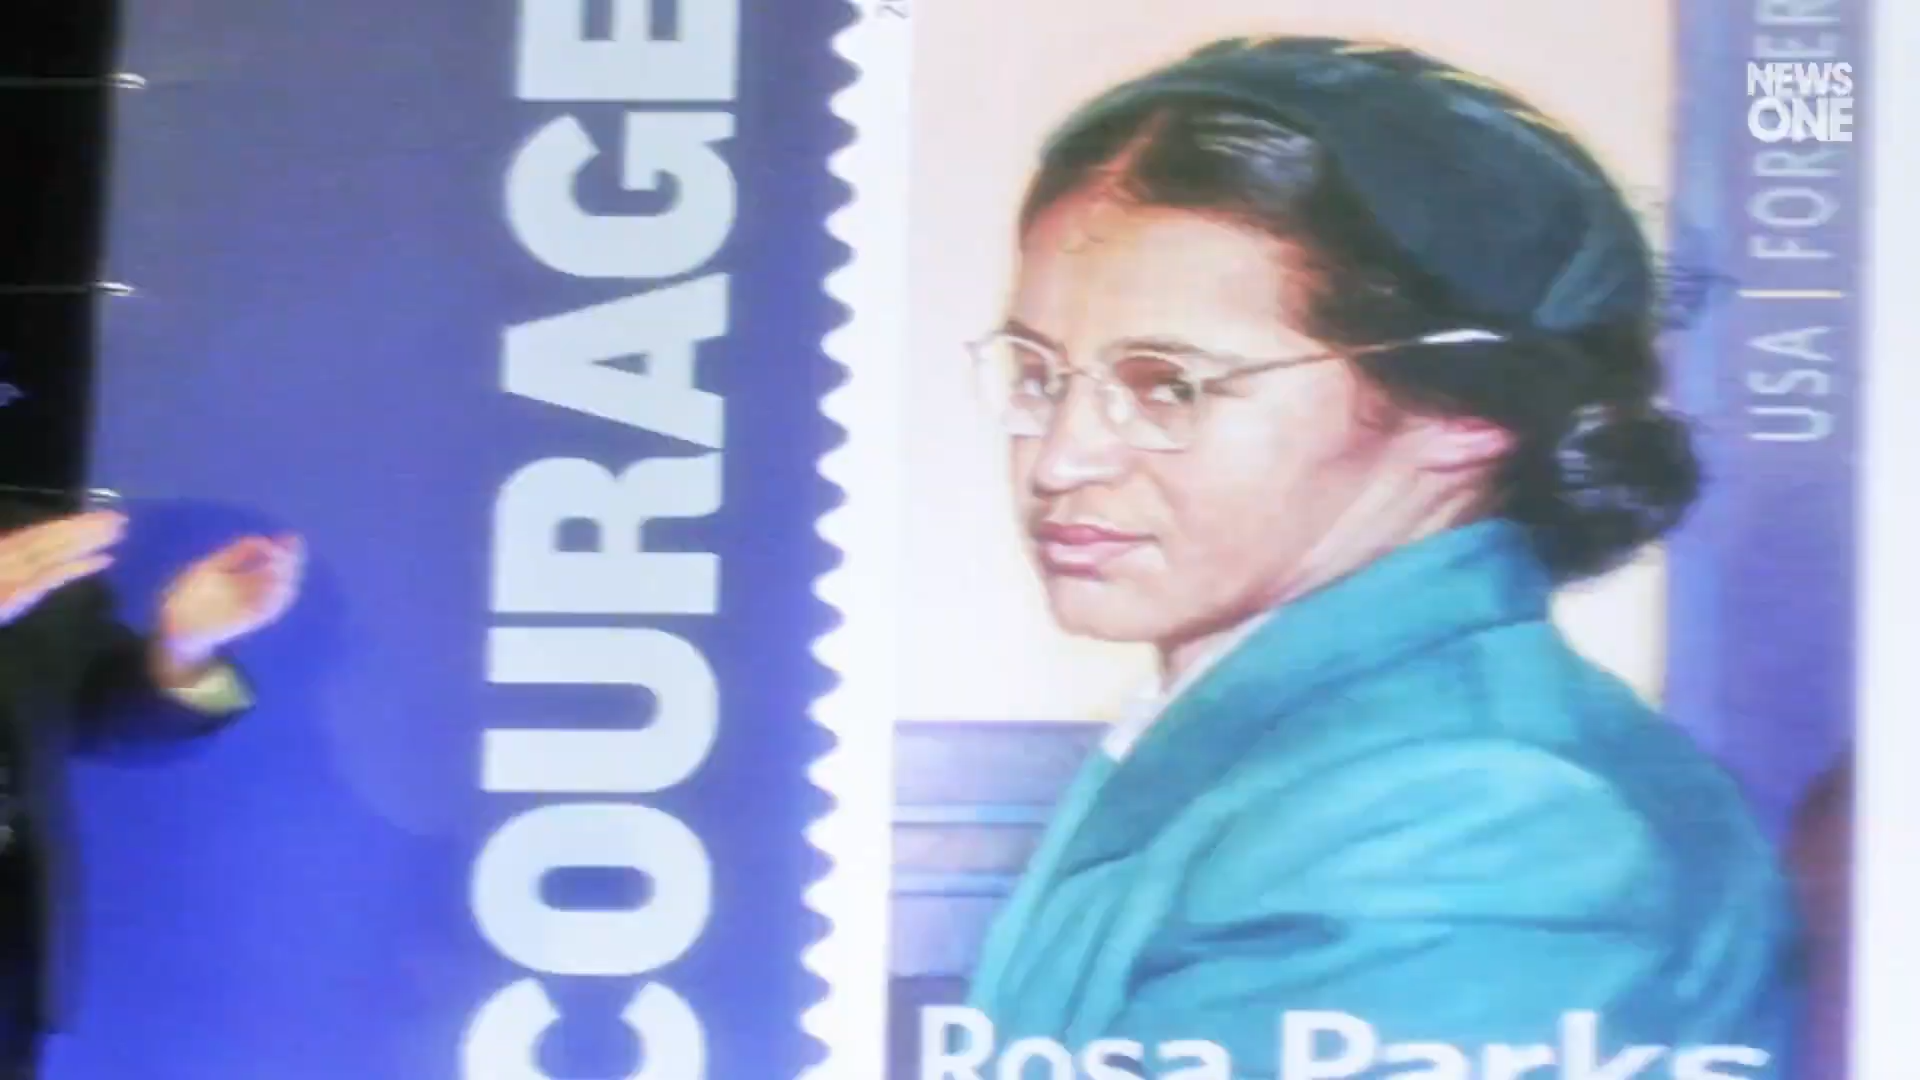 COURAGE
USA | FOREVER
Rosa Parks
NEWS
ONE